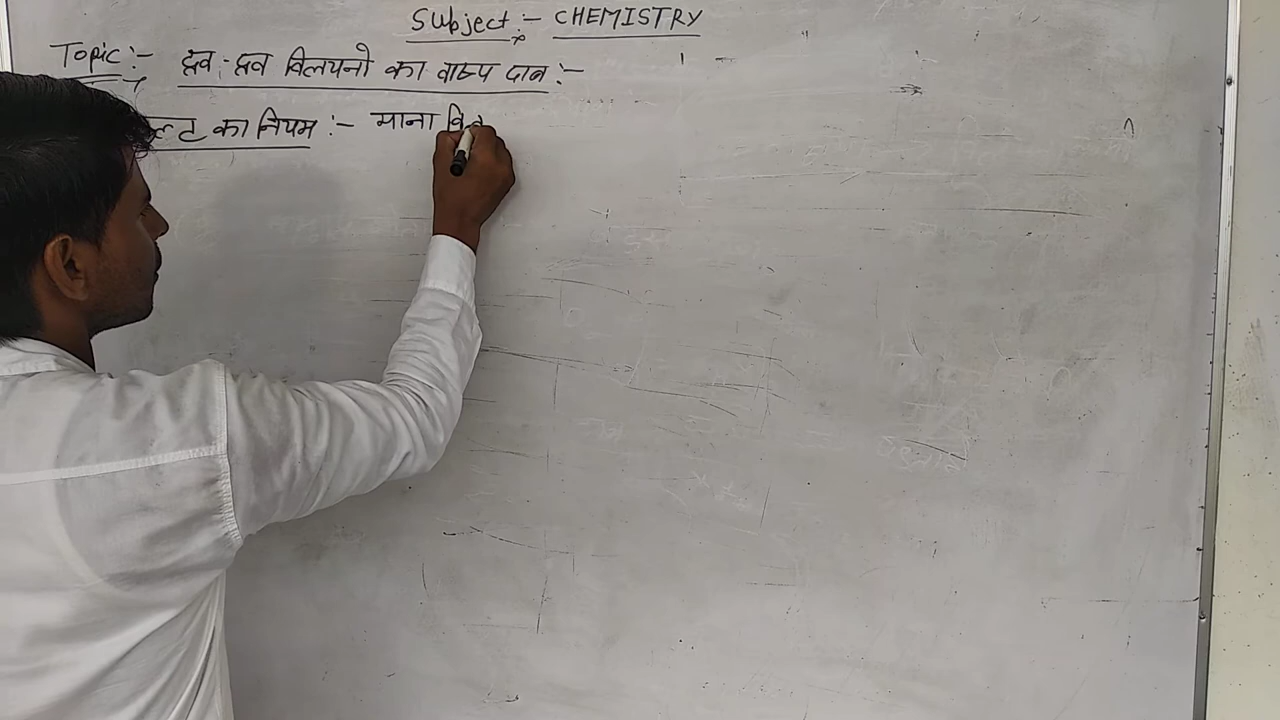 Subject :- CHEMISTRY
Topic :- द्रव - द्रव विलयनो का वाष्प दाब :-
ल्ट का नियम :- माना